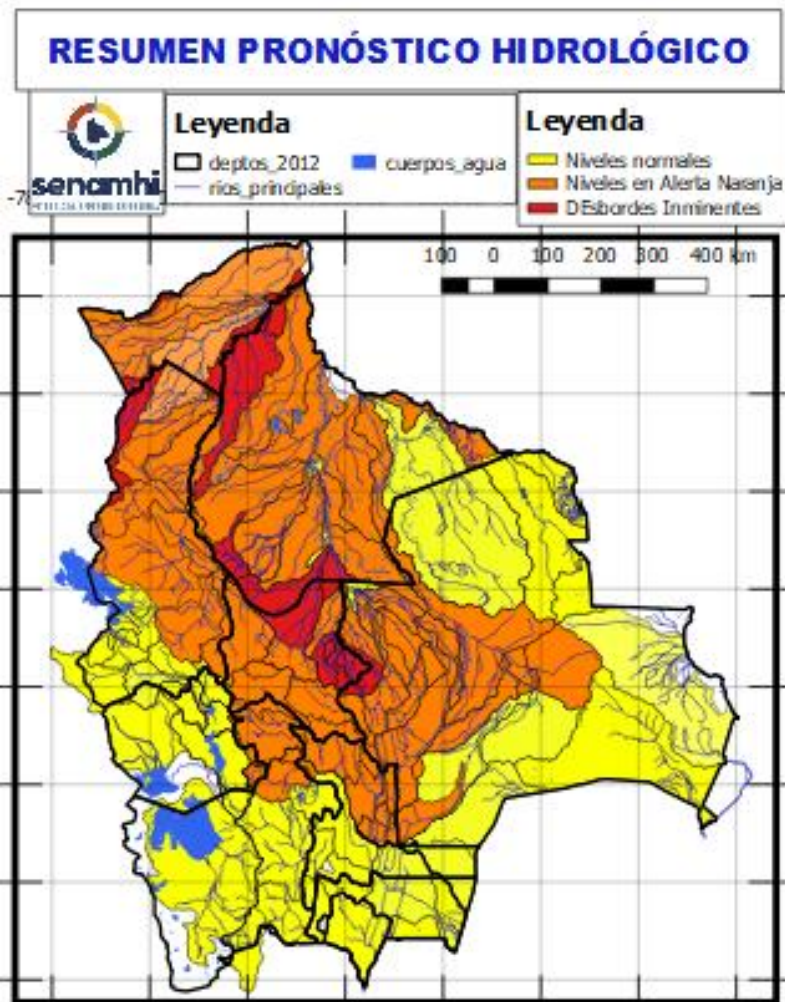 RESUMEN PRONÓSTICO HIDROLÓGICO
senamhi
Leyenda
deptos_2012
cuerpos_agua
rios_principales
Leyenda
Niveles normales
Niveles en Alerta Naranja
DEsbordes Inminentes
100 0 100 200 300 400 km